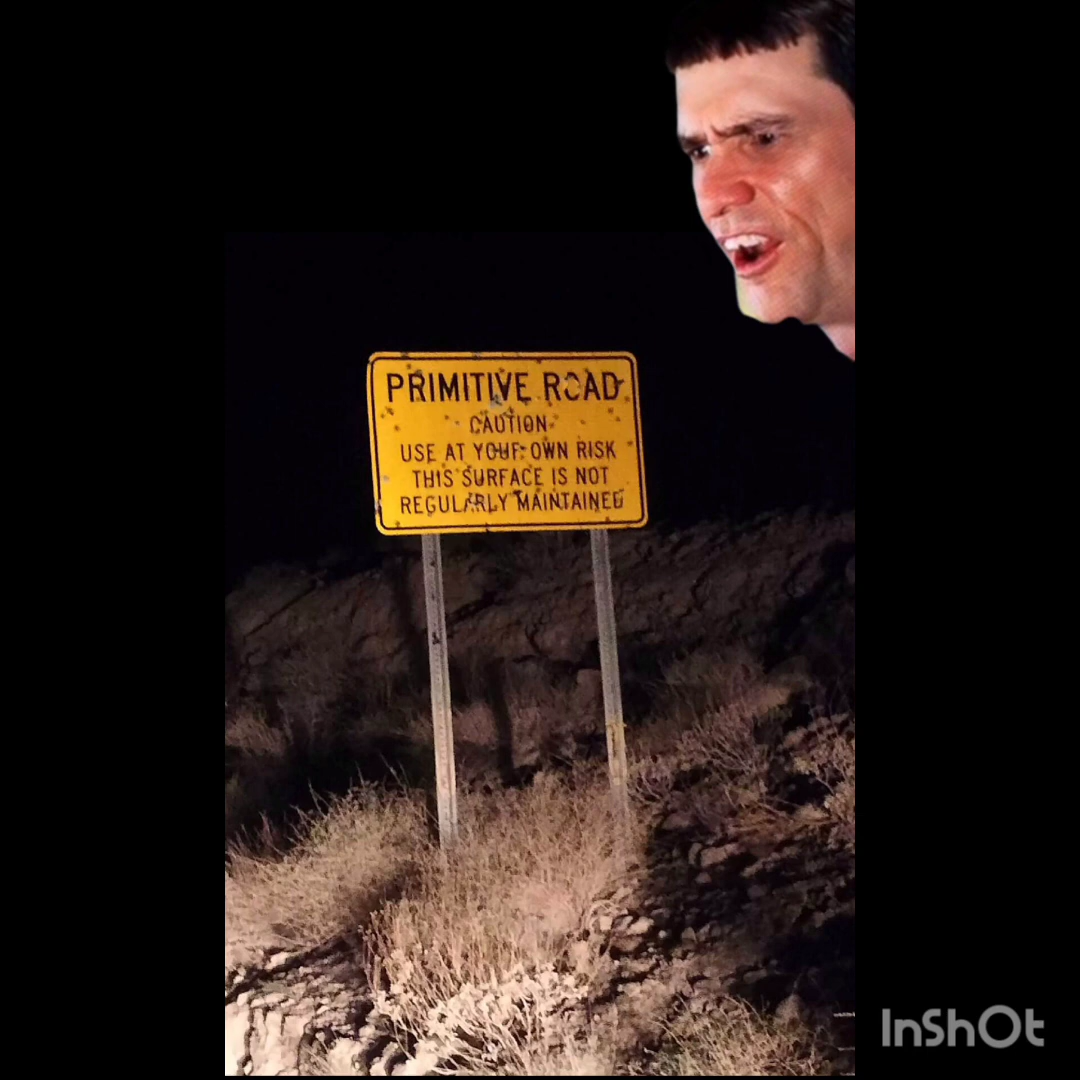 PRIMITIVE ROAD
CAUTION
USE AT YOUR OWN RISK
THIS SURFACE IS NOT
REGULARLY MAINTAINED
InShOt